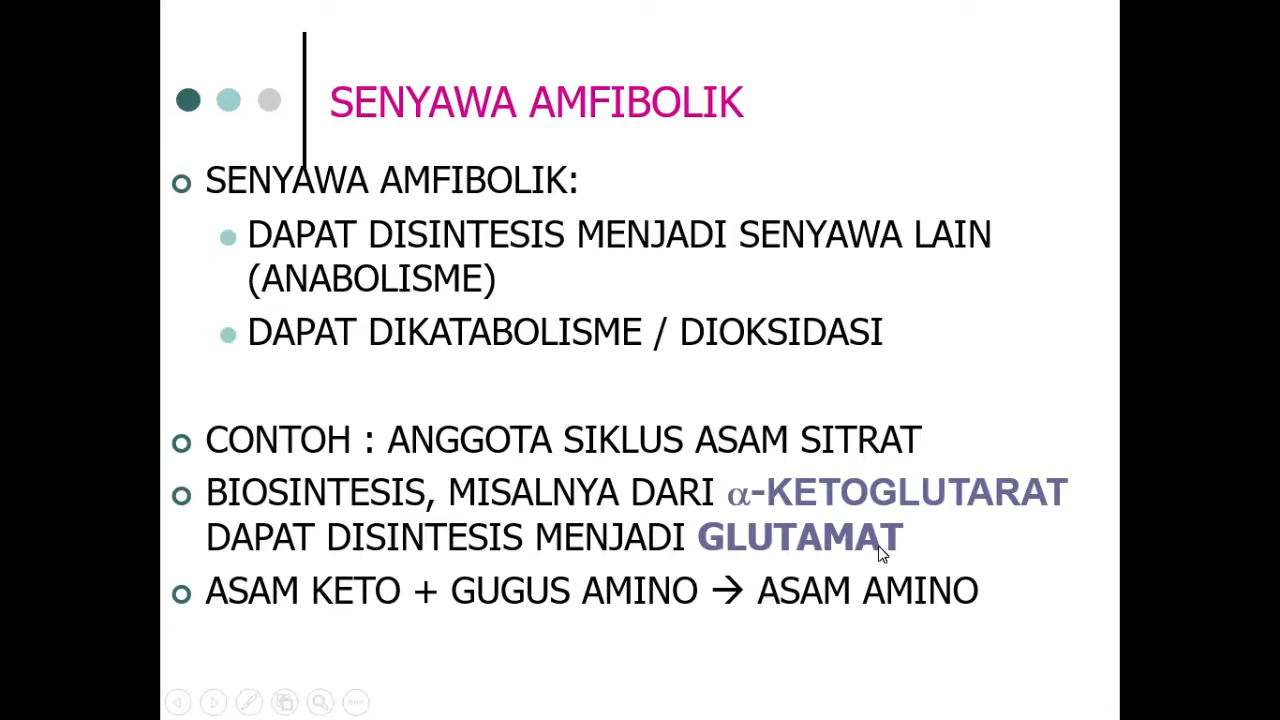 SENYAWA AMFIBOLIK
SENYAWA AMFIBOLIK:
DAPAT DISINTESIS MENJADI SENYAWA LAIN
(ANABOLISME)
DAPAT DIKATABOLISME / DIOKSIDASI
CONTOH : ANGGOTA SIKLUS ASAM SITRAT
BIOSINTESIS, MISALNYA DARI α-KETOGLUTARAT
DAPAT DISINTESIS MENJADI GLUTAMAT
ASAM KETO + GUGUS AMINO → ASAM AMINO